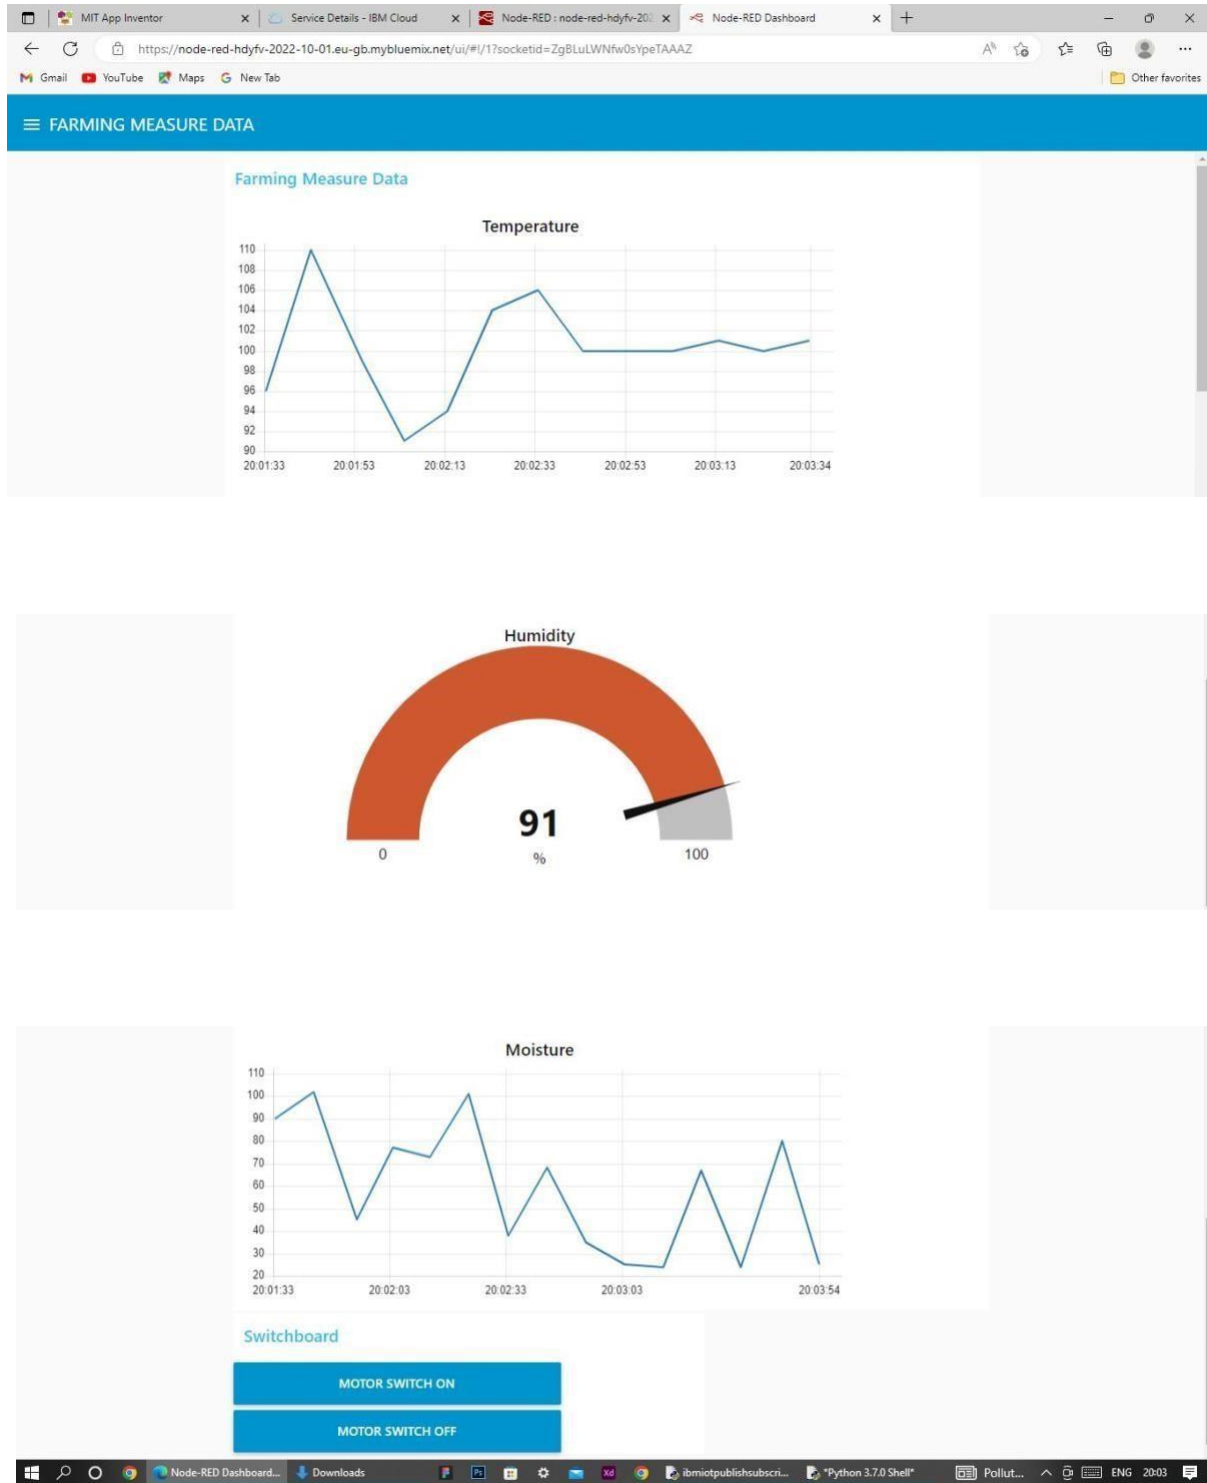 MIT App Inventor Service Details - IBM Cloud Node-RED : node-red-hdyfv-202 Node-RED Dashboard
https://node-red-hdyfv-2022-10-01.eu-gb.mybluemix.net/ui/#!/1?socketid=ZgBLuLWNfw0sYpeTAAAZ
Gmail YouTube Maps New Tab Other favorites
FARMING MEASURE DATA
Farming Measure Data
Temperature
110
108
106
104
102
100
98
96
94
92
90
20:01:33 20:01:53 20:02:13 20:02:33 20:02:53 20:03:13 20:03:34
Humidity
91
0 % 100
Moisture
110
100
90
80
70
60
50
40
30
20
20:01:33 20:02:03 20:02:33 20:03:03 20:03:54
Switchboard
MOTOR SWITCH ON
MOTOR SWITCH OFF
Node-RED Dashboard... Downloads Ps Xd ibmiotpublishsubscri... *Python 3.7.0 Shell* Pollut... ENG 20:03